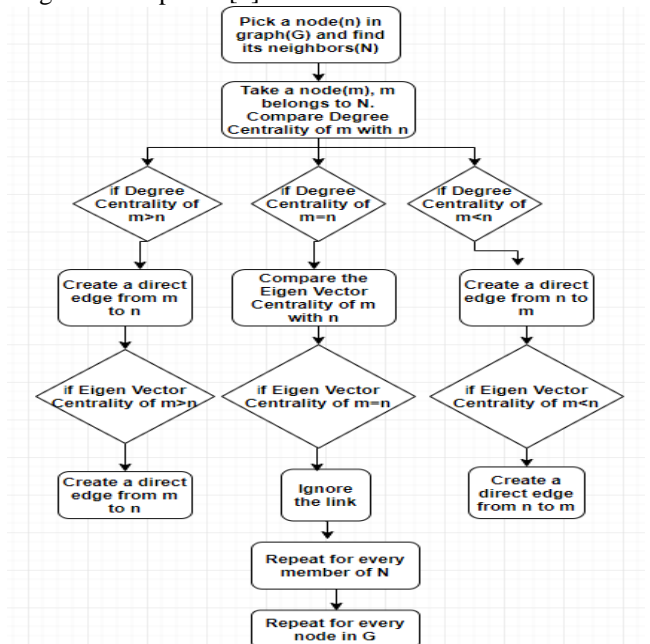 Pick a node(n) in
graph(G) and find
its neighbors(N)
Take a node(m), m
belongs to N.
Compare Degree
Centrality of m with n
if Degree
Centrality of
m>n
if Degree
Centrality of
m=n
if Degree
Centrality of
m<n
Create a direct
edge from m
to n
Compare the
Eigen Vector
Centrality of m
with n
Create a direct
edge from n to
m
if Eigen Vector
Centrality of m>n
if Eigen Vector
Centrality of m=n
if Eigen Vector
Centrality of m<n
Create a direct
edge from m
to n
Ignore
the link
Create a
direct edge
from n to m
Repeat for every
member of N
Repeat for every
node in G